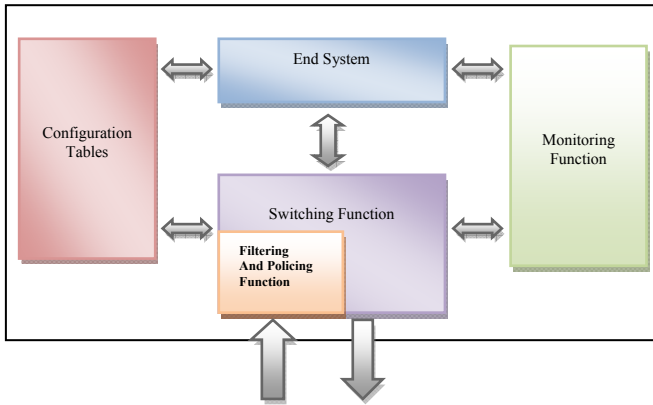 End System
Configuration
Tables
Monitoring
Function
Switching Function
Filtering
And Policing
Function